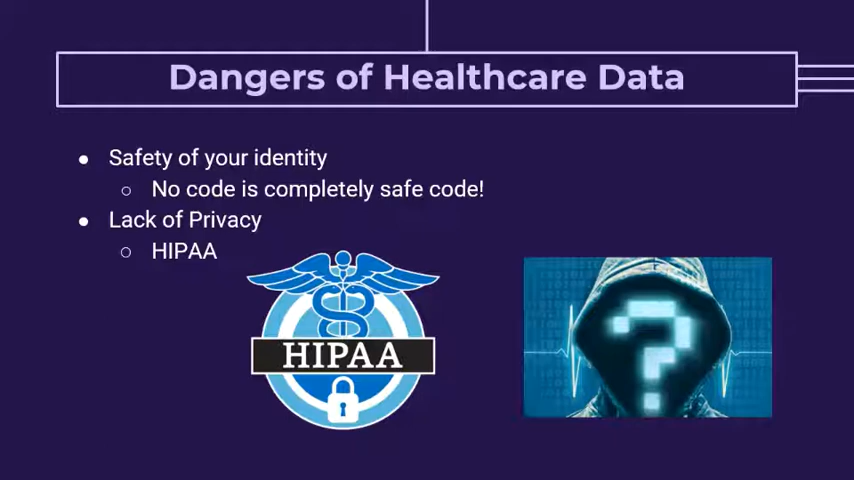 Dangers of Healthcare Data
● Safety of your identity
○ No code is completely safe code!
● Lack of Privacy
○ HIPAA
HIPAA
?